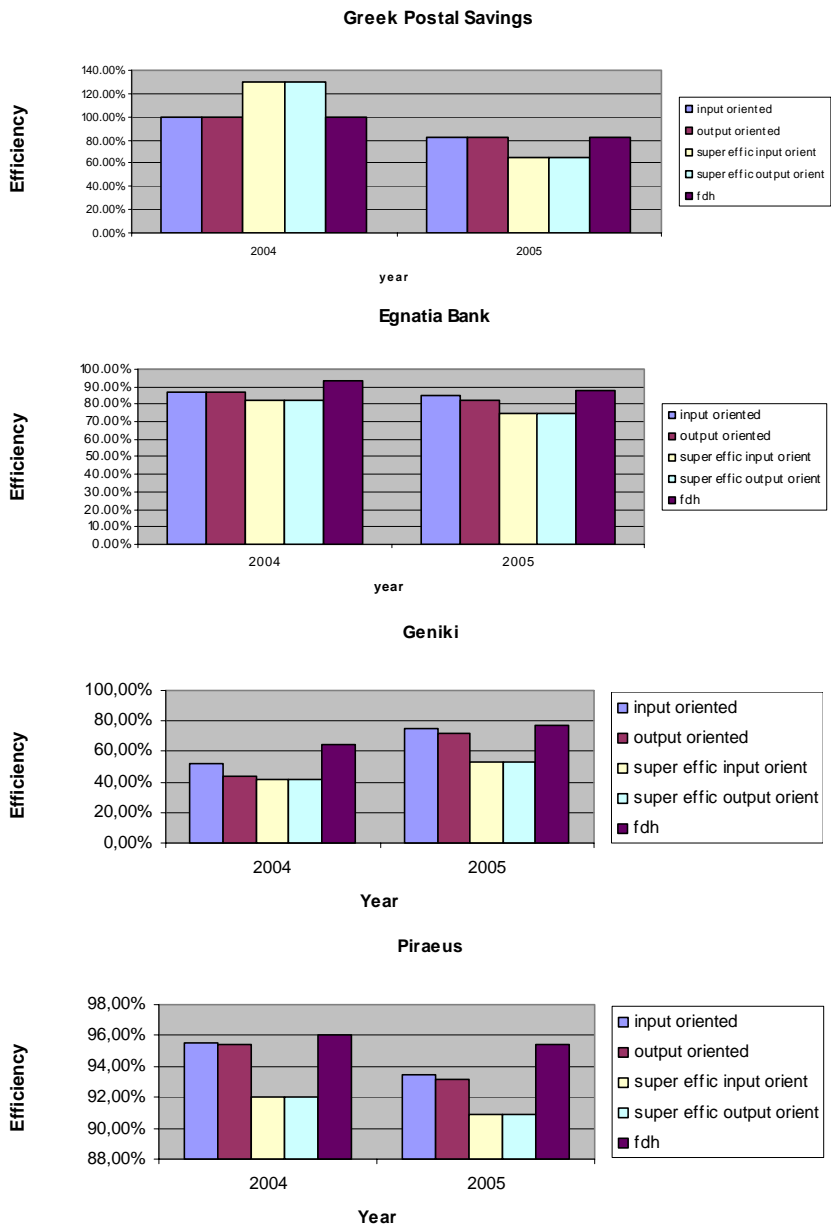 Greek Postal Savings
Efficiency
140.00%
120.00%
100.00%
80.00%
60.00%
40.00%
20.00%
0.00%
2004
2005
year
input oriented
output oriented
super effic input orient
super effic output orient
fdh
Egnatia Bank
Efficiency
100.00%
90.00%
80.00%
70.00%
60.00%
50.00%
40.00%
30.00%
20.00%
10.00%
0.00%
2004
2005
year
input oriented
output oriented
super effic input orient
super effic output orient
fdh
Geniki
Efficiency
100,00%
80,00%
60,00%
40,00%
20,00%
0,00%
2004
2005
Year
input oriented
output oriented
super effic input orient
super effic output orient
fdh
Piraeus
Efficiency
98,00%
96,00%
94,00%
92,00%
90,00%
88,00%
2004
2005
Year
input oriented
output oriented
super effic input orient
super effic output orient
fdh